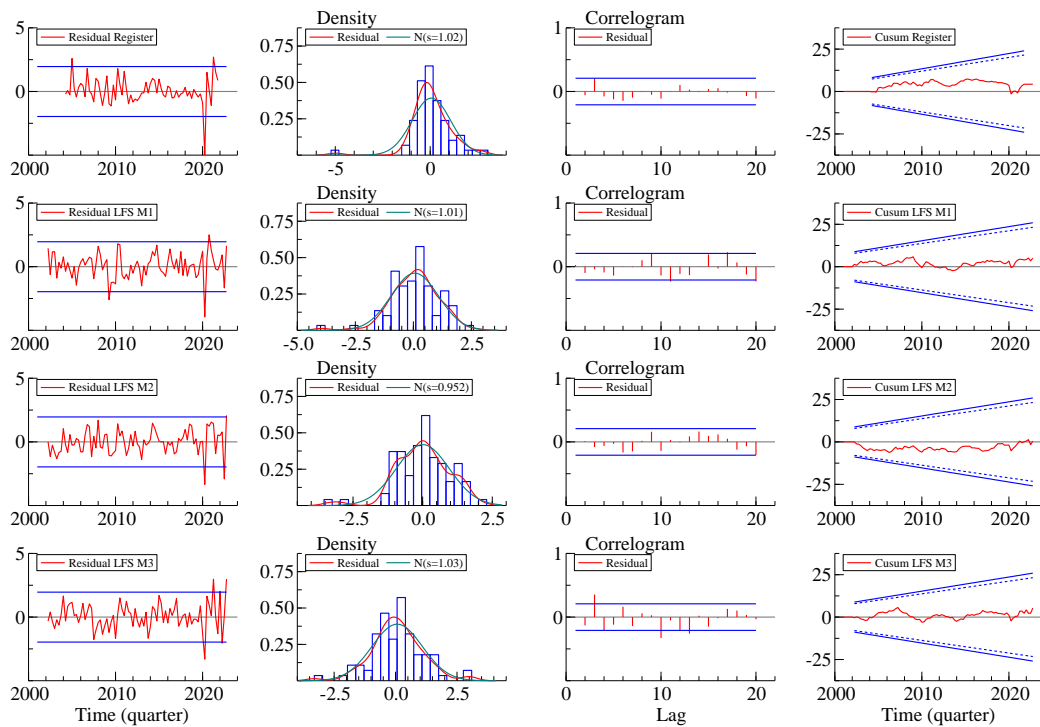 Density Correlogram
5 Residual Register 0.75 Residual N(s=1.02) 1 Residual 25 Cusum Register
0 0.50 0 0
0.25 -25
2000 2010 2020 -5 0 0 10 20 2000 2010 2020
Density Correlogram
5 Residual LFS M1 0.75 Residual N(s=1.01) 1 Residual 25 Cusum LFS M1
0 0.50 0 0
0.25 -25
2000 2010 2020 -5.0 -2.5 0.0 2.5 0 10 20 2000 2010 2020
Density Correlogram
5 Residual LFS M2 0.75 Residual N(s=0.952) 1 Residual 25 Cusum LFS M2
0 0.50 0 0
0.25 -25
2000 2010 2020 -2.5 0.0 2.5 0 10 20 2000 2010 2020
Density Correlogram
5 Residual LFS M3 0.75 Residual N(s=1.03) 1 Residual 25 Cusum LFS M3
0 0.50 0 0
0.25 -25
2000 2010 2020 -2.5 0.0 2.5 0 10 20 2000 2010 2020
Time (quarter) Lag Time (quarter)